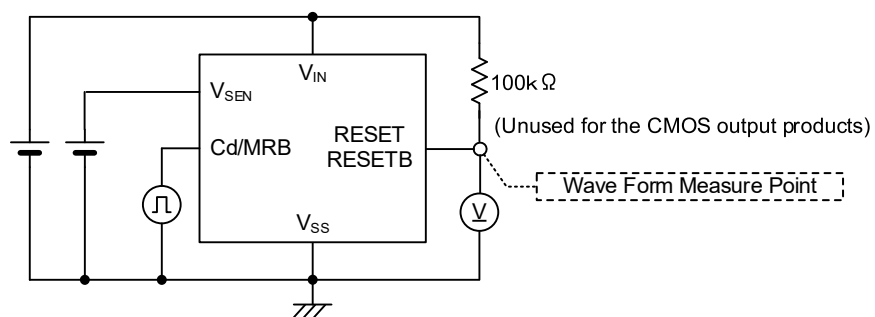 VIN
VSEN
100kΩ
(Unused for the CMOS output products)
RESET
Cd/MRB
RESETB
Wave Form Measure Point
V
VSS